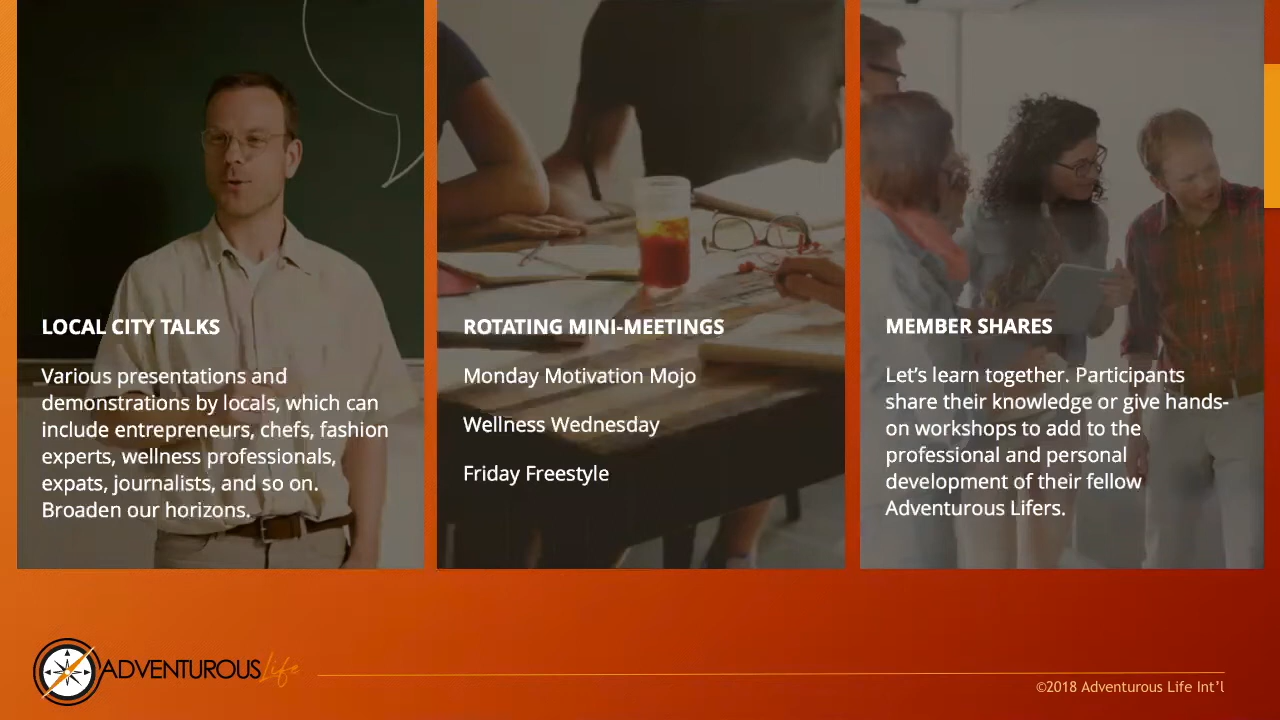 LOCAL CITY TALKS
Various presentations and
demonstrations by locals, which can
include entrepreneurs, chefs, fashion
experts, wellness professionals,
expats, journalists, and so on.
Broaden our horizons.
ROTATING MINI-MEETINGS
Monday Motivation Mojo
Wellness Wednesday
Friday Freestyle
MEMBER SHARES
Let’s learn together. Participants
share their knowledge or give hands-
on workshops to add to the
professional and personal
development of their fellow
Adventurous Lifers.
ADVENTUROUS Life
©2018 Adventurous Life Int’l